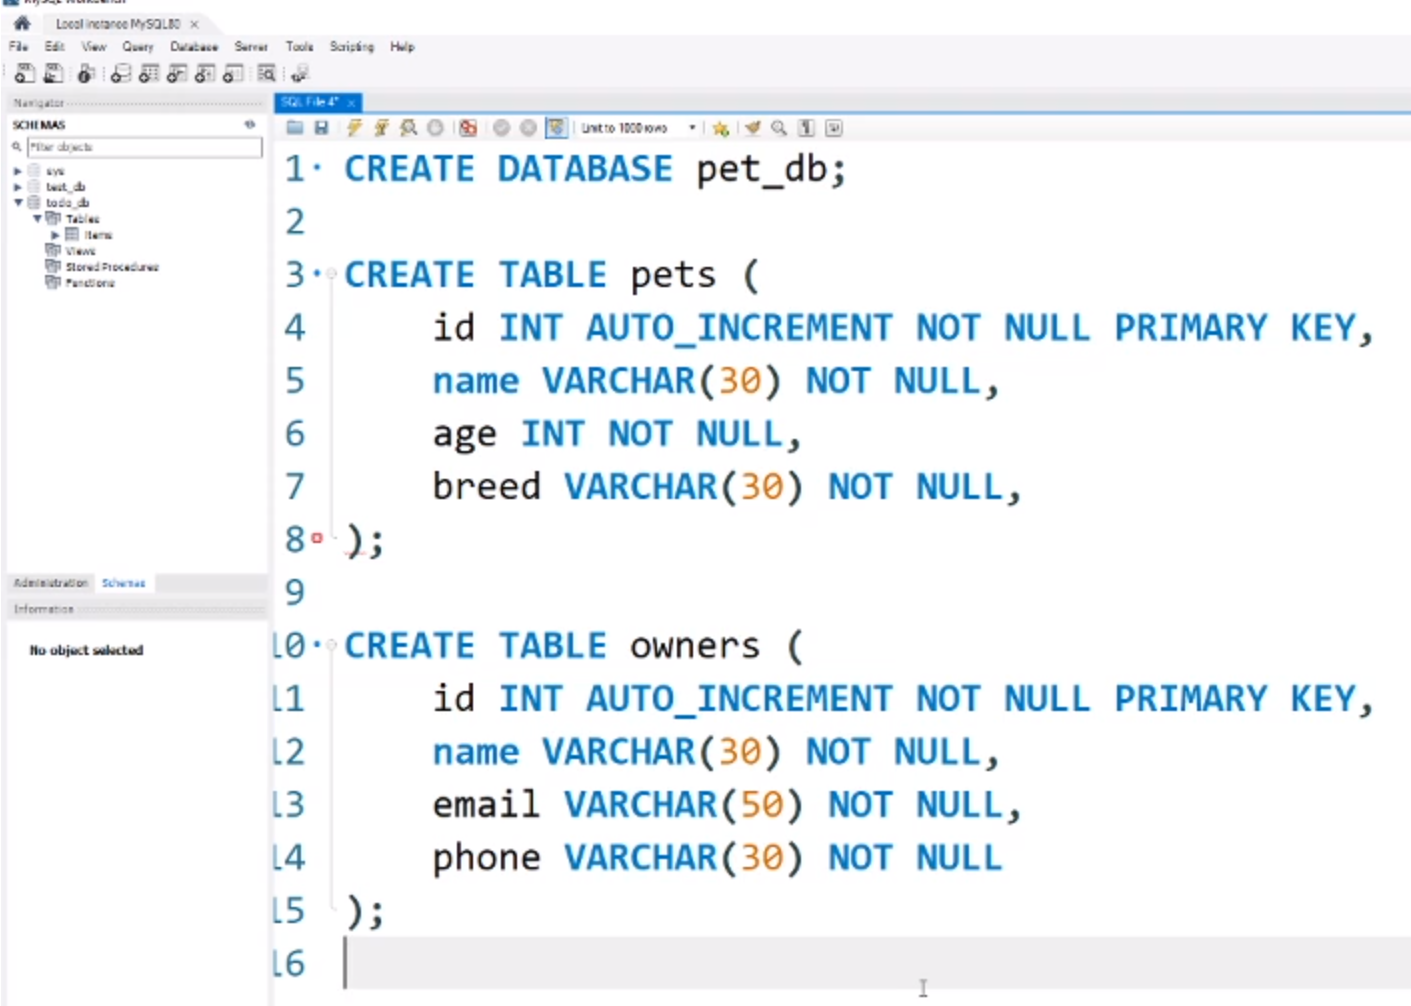 MySQL Workbench
Local instance MySQL80 ×
File Edit View Query Database Server Tools Scripting Help
Navigator
SCHEMAS
Filter objects
sys
test_db
todo_db
Tables
items
Views
Stored Procedures
Functions
Administration Schemas
Information
No object selected
SQL File 4* ×
Limit to 1000 rows
1 CREATE DATABASE pet_db;
2
3 CREATE TABLE pets (
4 id INT AUTO_INCREMENT NOT NULL PRIMARY KEY,
5 name VARCHAR(30) NOT NULL,
6 age INT NOT NULL,
7 breed VARCHAR(30) NOT NULL,
8 );
9
10 CREATE TABLE owners (
11 id INT AUTO_INCREMENT NOT NULL PRIMARY KEY,
12 name VARCHAR(30) NOT NULL,
13 email VARCHAR(50) NOT NULL,
14 phone VARCHAR(30) NOT NULL
15 );
16